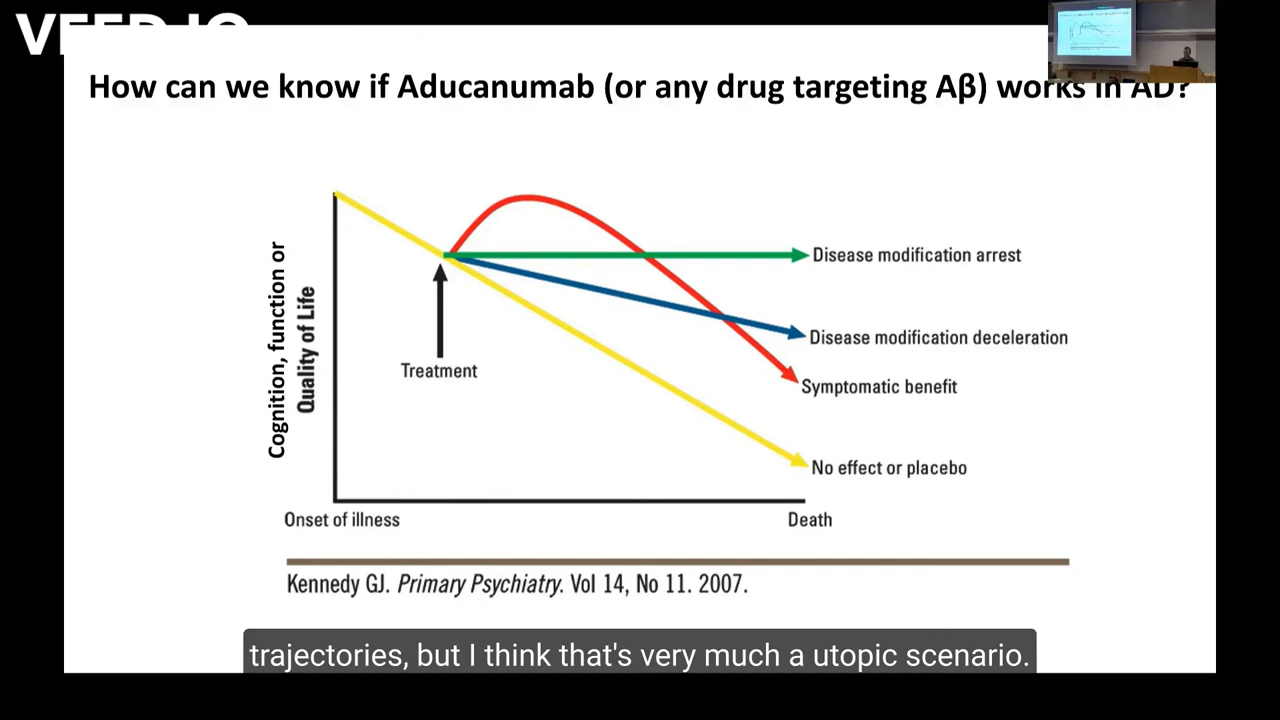 How can we know if Aducanumab (or any drug targeting Aβ) works in AD?
Cognition, function or
Quality of Life
Treatment
Disease modification arrest
Disease modification deceleration
Symptomatic benefit
No effect or placebo
Onset of illness
Death
Kennedy GJ. Primary Psychiatry. Vol 14, No 11. 2007.
trajectories, but I think that's very much a utopic scenario.